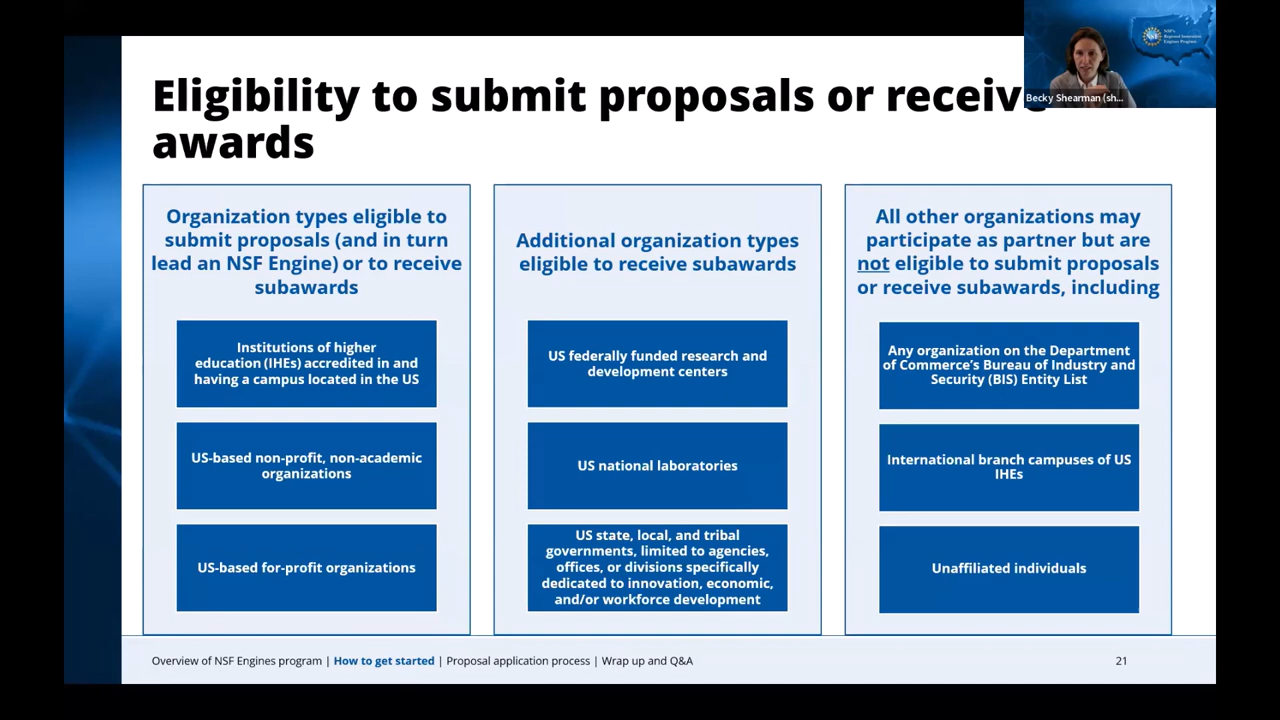 Eligibility to submit proposals or receive
awards
NSF's
Regional Innovation
Engines Program
NSF
Becky Shearman (sh...
Organization types eligible to
submit proposals (and in turn
lead an NSF Engine) or to receive
subawards
Institutions of higher
education (IHEs) accredited in and
having a campus located in the US
US-based non-profit, non-academic
organizations
US-based for-profit organizations
Additional organization types
eligible to receive subawards
US federally funded research and
development centers
US national laboratories
US state, local, and tribal
governments, limited to agencies,
offices, or divisions specifically
dedicated to innovation, economic,
and/or workforce development
All other organizations may
participate as partner but are
not eligible to submit proposals
or receive subawards, including
Any organization on the Department
of Commerce’s Bureau of Industry and
Security (BIS) Entity List
International branch campuses of US
IHEs
Unaffiliated individuals
Overview of NSF Engines program | How to get started | Proposal application process | Wrap up and Q&A
21